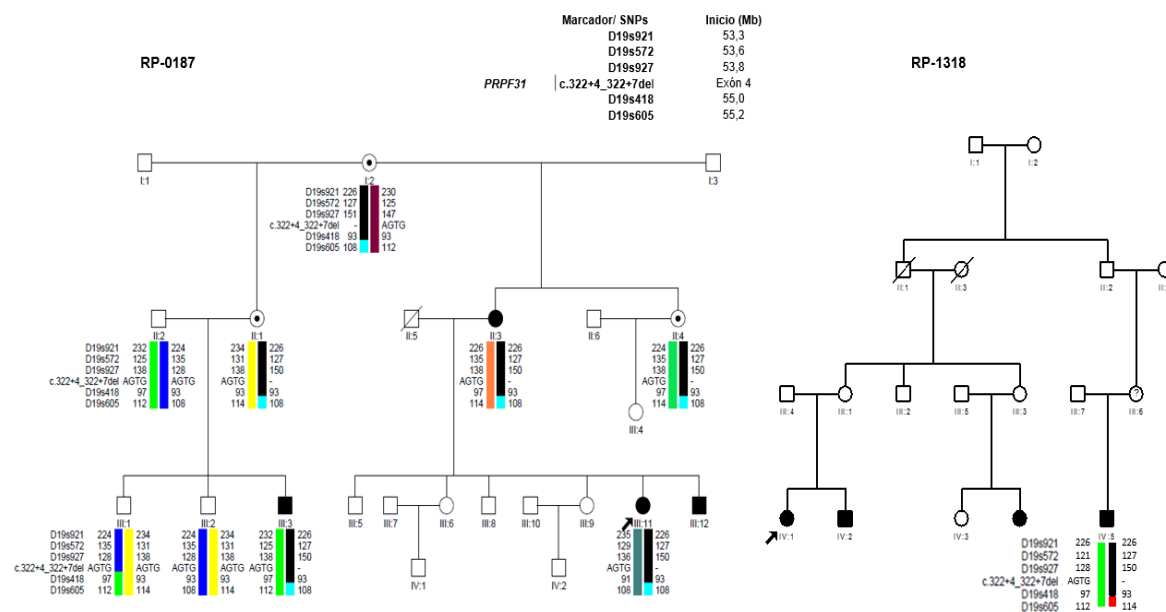 Marcador/ SNPs Inicio (Mb)
D19s921 53,3
D19s572 53,6
D19s927 53,8
PRPF31 c.322+4_322+7del Exón 4
D19s418 55,0
D19s605 55,2
RP-0187
I:1 I:2 I:3
D19s921 226 230
D19s572 127 125
D19s927 151 147
c.322+4_322+7del - AGTG
D19s418 93 93
D19s605 108 112
II:2 II:1 II:5 II:3 II:6 II:4
D19s921 232 224 234 226 226 226 224 226
D19s572 125 135 131 127 135 127 135 127
D19s927 138 128 138 150 138 150 138 150
c.322+4_322+7del AGTG AGTG AGTG - AGTG - AGTG -
D19s418 97 93 93 93 97 93 97 93
D19s605 112 108 114 108 114 108 114 108
III:4
III:1 III:2 III:3 III:5 III:7 III:6 III:8 III:10 III:9 III:11 III:12
D19s921 224 234 224 234 232 226 235 226
D19s572 135 131 135 131 125 127 129 127
D19s927 128 138 128 138 138 150 136 150
c.322+4_322+7del AGTG AGTG AGTG AGTG AGTG - AGTG -
D19s418 97 93 93 93 97 93 91 93
D19s605 112 114 108 114 112 108 108 108
IV:1 IV:2
RP-1318
I:1 I:2
II:1 II:3 II:2
III:4 III:1 III:2 III:5 III:3 III:7 ? III:6
IV:1 IV:2 IV:3 IV:5
D19s921 226 226
D19s572 121 127
D19s927 128 150
c.322+4_322+7del AGTG -
D19s418 97 93
D19s605 112 114